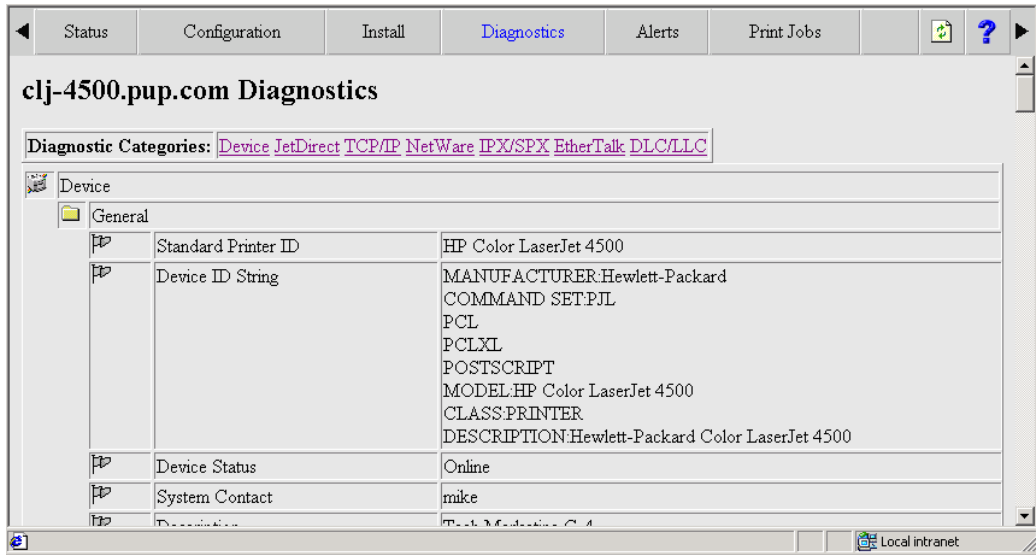 Status Configuration Install Diagnostics Alerts Print Jobs ?
clj-4500.pup.com Diagnostics
Diagnostic Categories: Device JetDirect TCP/IP NetWare IPX/SPX EtherTalk DLC/LLC
Device
General
Standard Printer ID HP Color LaserJet 4500
Device ID String MANUFACTURER:Hewlett-Packard
COMMAND SET:PJL
PCL
PCLXL
POSTSCRIPT
MODEL:HP Color LaserJet 4500
CLASS:PRINTER
DESCRIPTION:Hewlett-Packard Color LaserJet 4500
Device Status Online
System Contact mike
Description Tech Marketing
Local intranet